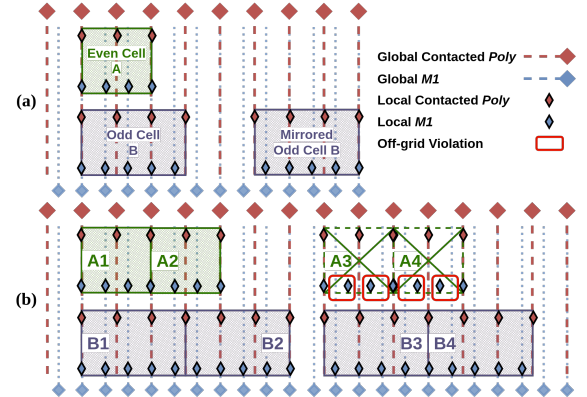 (a)
Even Cell
A
Odd Cell
B
Mirrored
Odd Cell B
Global Contacted Poly
Global M1
Local Contacted Poly
Local M1
Off-grid Violation
(b)
A1 A2 A3 A4
B1 B2 B3 B4